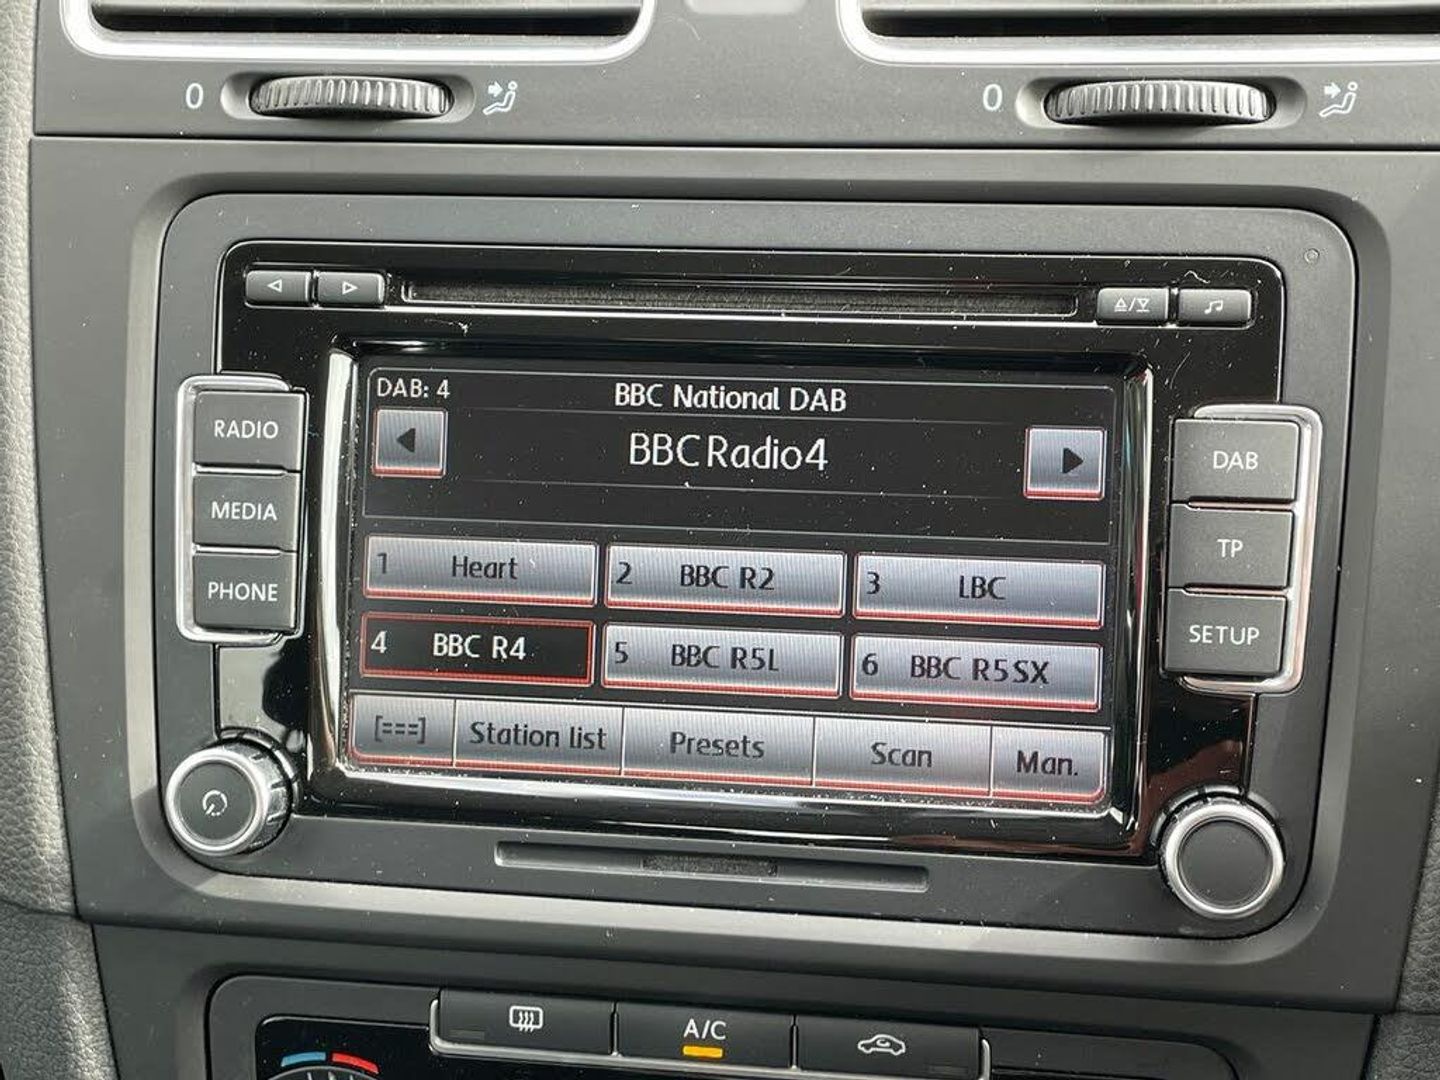 0
0
RADIO
MEDIA
PHONE
DAB: 4
BBC National DAB
BBC Radio4
1 Heart
2 BBC R2
3 LBC
4 BBC R4
5 BBC R5L
6 BBC R5SX
Station list
Presets
Scan
Man.
DAB
TP
SETUP
A/C